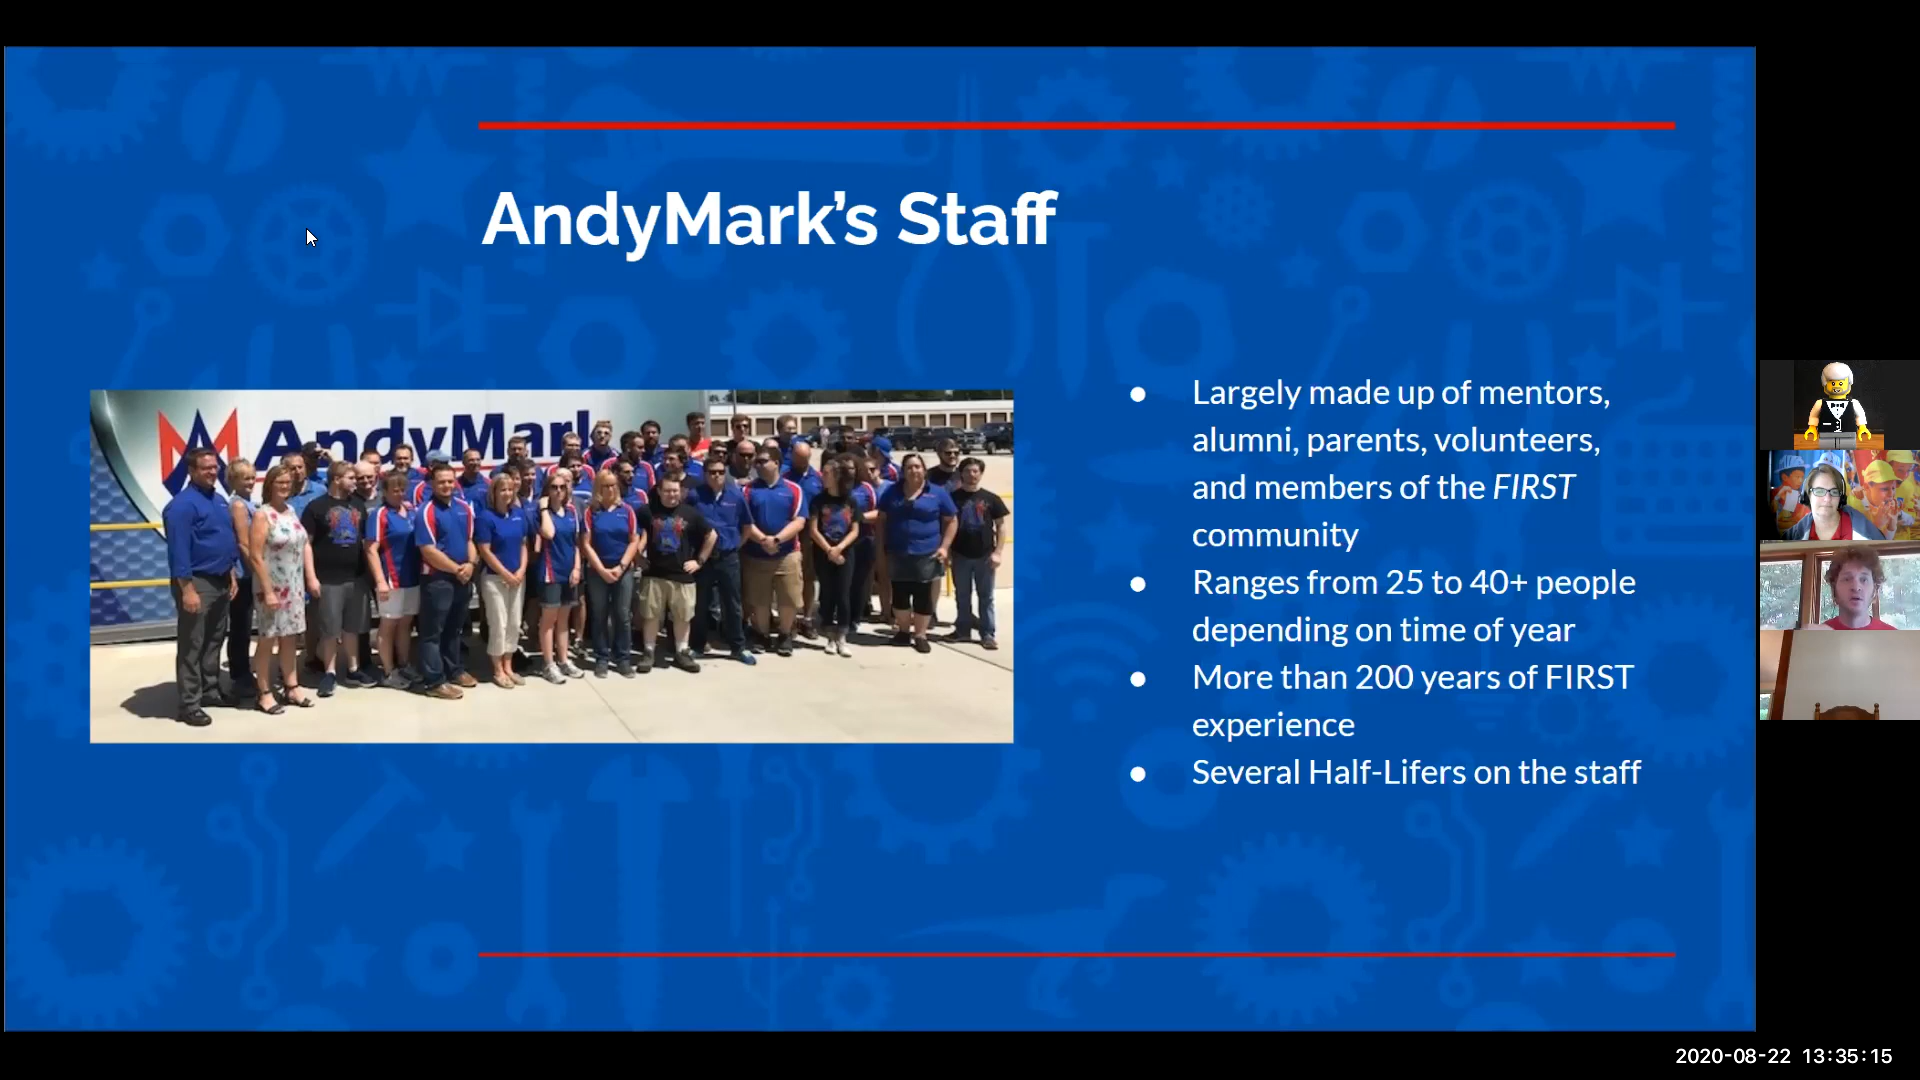 AndyMark's Staff
AndyMark
● Largely made up of mentors,
alumni, parents, volunteers,
and members of the FIRST
community
● Ranges from 25 to 40+ people
depending on time of year
● More than 200 years of FIRST
experience
● Several Half-Lifers on the staff
2020-08-22 13:35:15